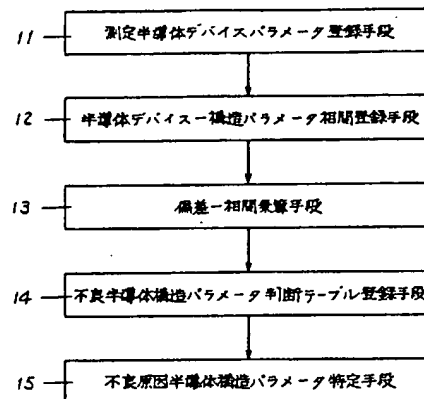 11 測定半導体デバイスパラメータ登録手段
12 半導体デバイス-構造パラメータ相関登録手段
13 偏差-相関乗算手段
14 不良半導体構造パラメータ判断テーブル登録手段
15 不良原因半導体構造パラメータ特定手段